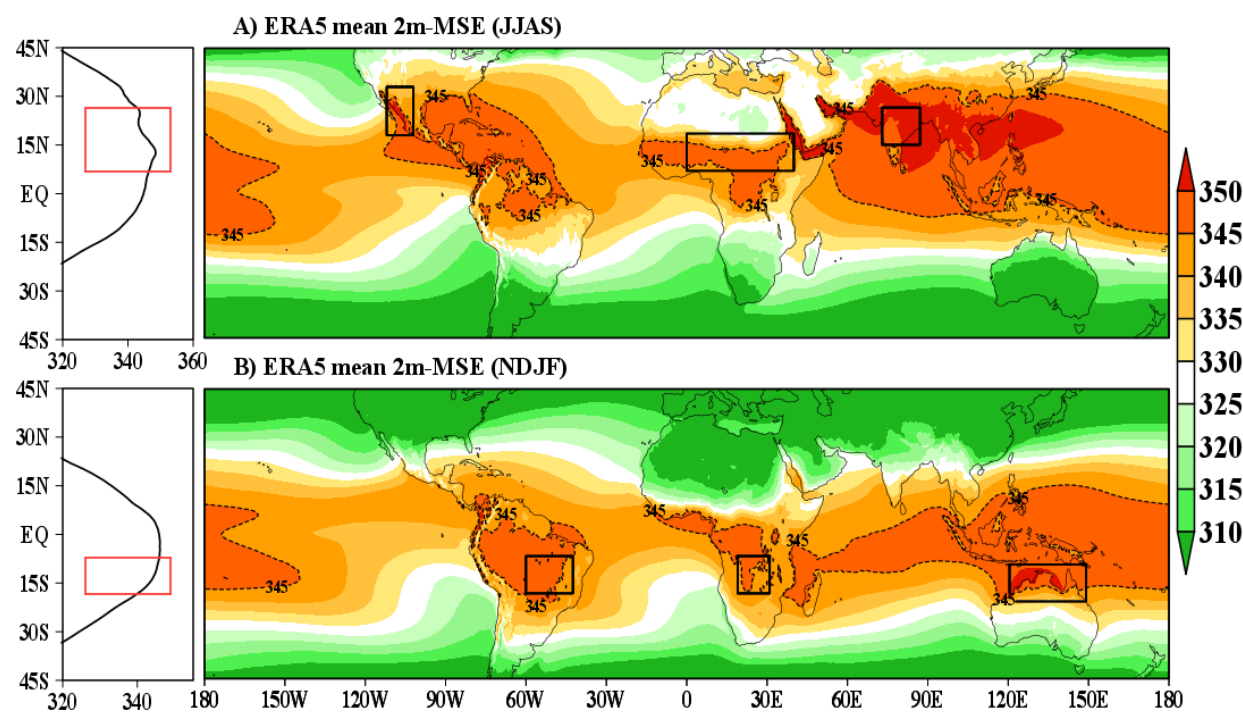 A) ERA5 mean 2m-MSE (JJAS)
45N
30N
15N
EQ
15S
30S
45S
320 340 360
345 345 345 345 345 345 345 345 345 345 345 345
B) ERA5 mean 2m-MSE (NDJF)
45N
30N
15N
EQ
15S
30S
45S
320 340
345 345 345 345 345 345 345
180 150W 120W 90W 60W 30W 0 30E 60E 90E 120E 150E 180
350
345
340
335
330
325
320
315
310